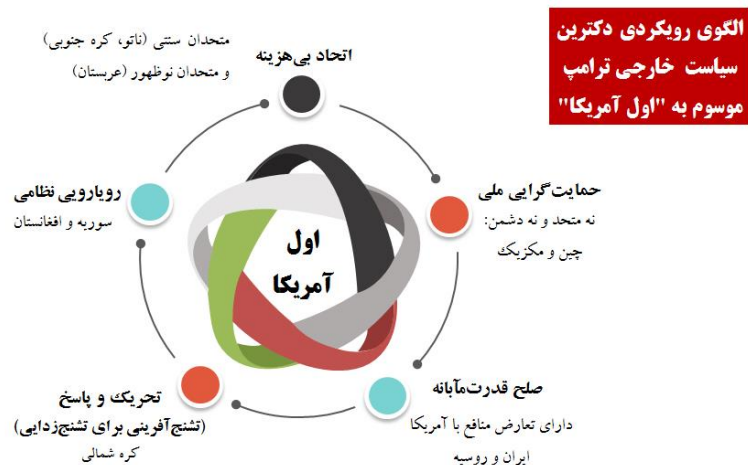 الگوی رویکردی دکترین
سیاست خارجی ترامپ
موسوم به "اول آمریکا"
اتحاد بی‌هزینه
متحدان سنتی (ناتو، کره جنوبی)
و متحدان نوظهور (عربستان)
حمایت‌گرایی ملی
نه متحد و نه دشمن:
چین و مکزیک
صلح قدرت‌مآبانه
دارای تعارض منافع با آمریکا
ایران و روسیه
تحریک و پاسخ
(تشنج‌آفرینی برای تشنج‌زدایی)
کره شمالی
رویارویی نظامی
سوریه و افغانستان
اول
آمریکا